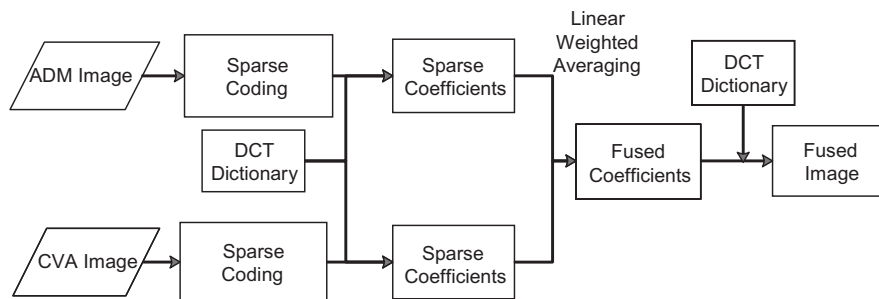 ADM Image
Sparse
Coding
Sparse
Coefficients
Linear
Weighted
Averaging
DCT
Dictionary
DCT
Dictionary
Fused
Coefficients
Fused
Image
CVA Image
Sparse
Coding
Sparse
Coefficients